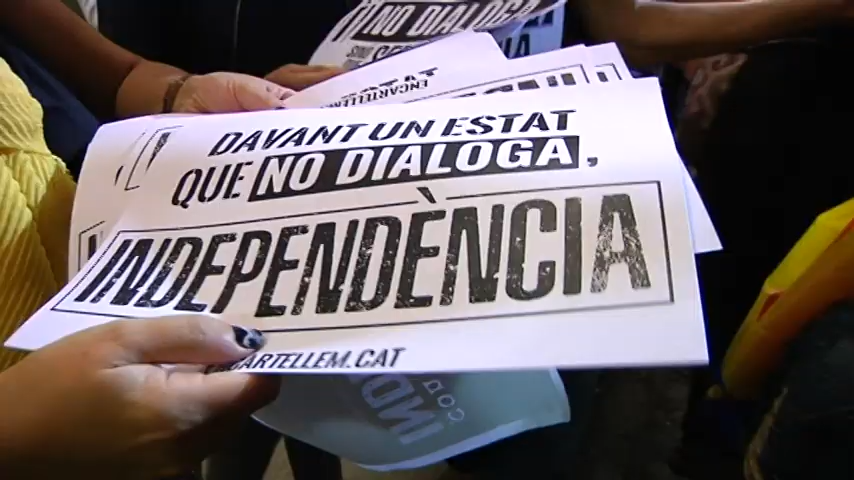 NO DIALOGA
ENCARTELLEM
DAVANT UN ESTAT
QUE NO DIALOGA,
INDEPENDÈNCIA
ENCARTELLEM.CAT